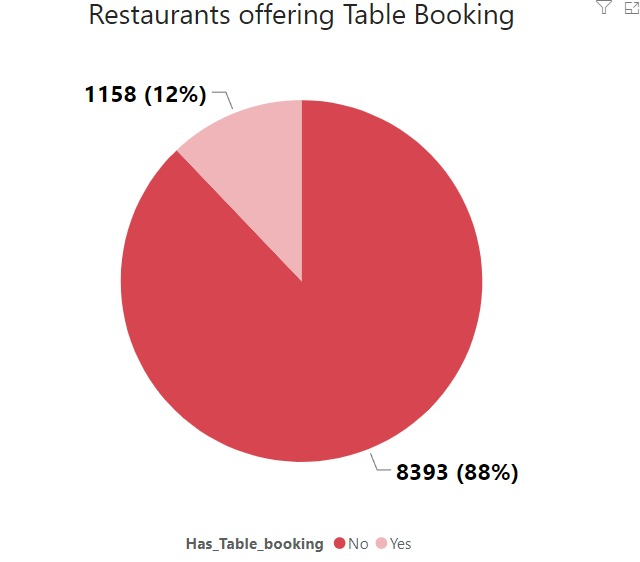 Restaurants offering Table Booking
1158 (12%)
8393 (88%)
Has_Table_booking No Yes